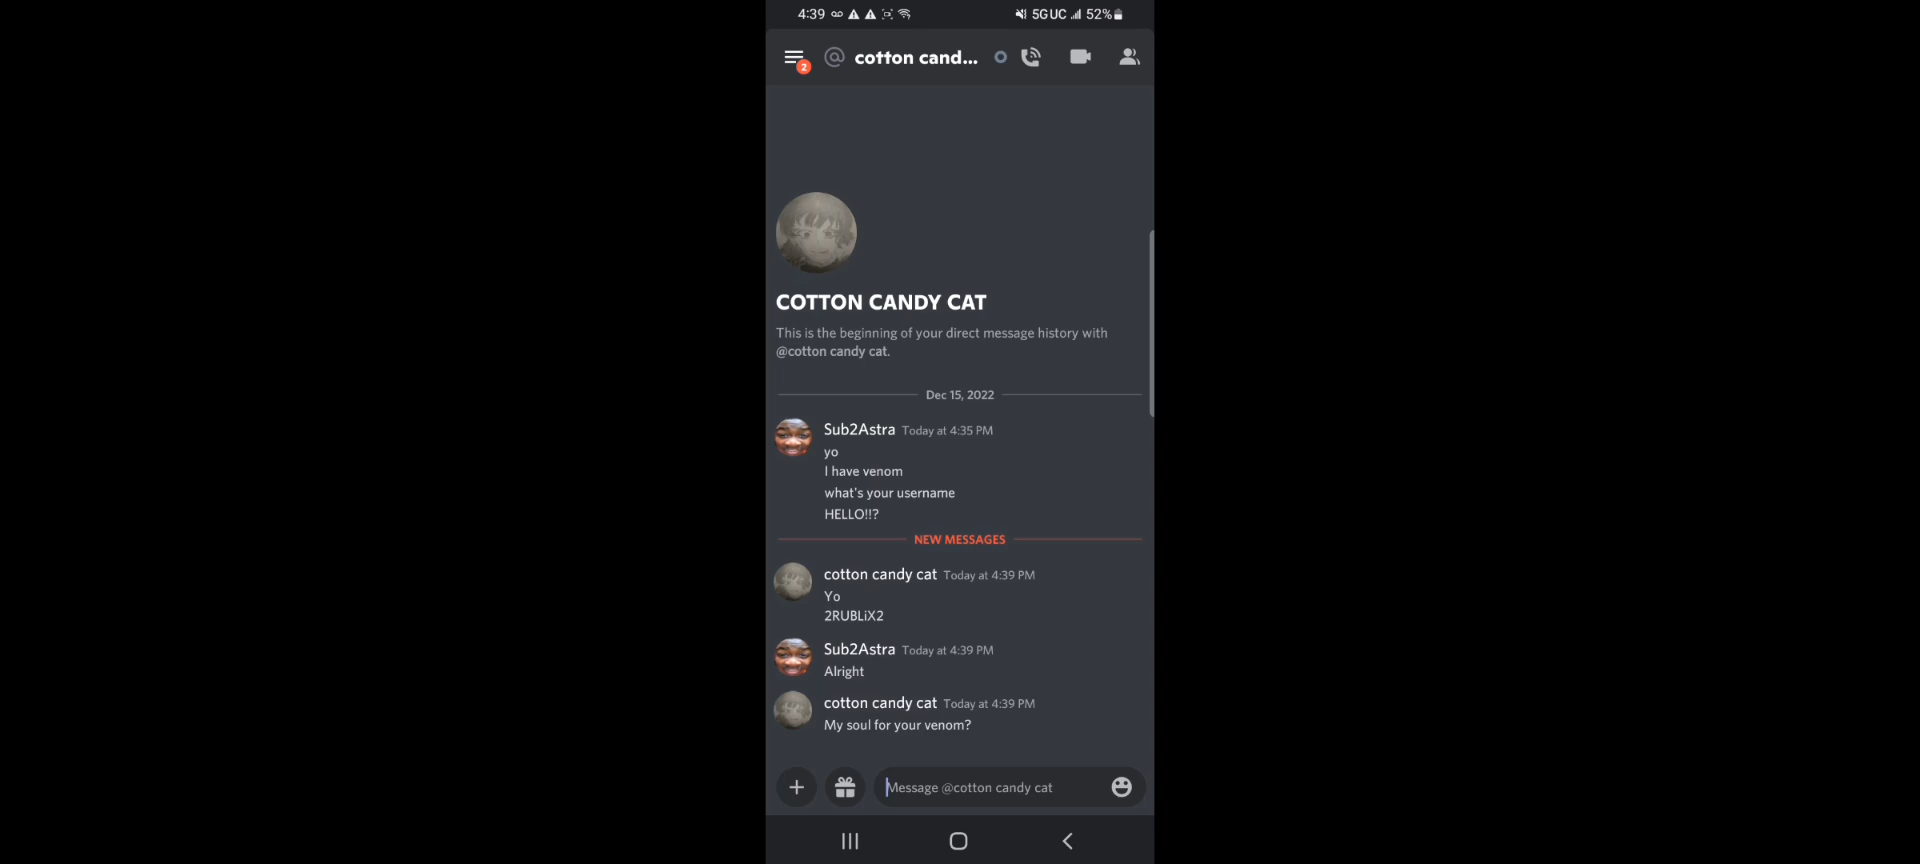 4:39 5GUC 52%
2 @ cotton cand...
COTTON CANDY CAT
This is the beginning of your direct message history with
@cotton candy cat.
Dec 15, 2022
Sub2Astra Today at 4:35 PM
yo
I have venom
what's your username
HELLO!!?
NEW MESSAGES
cotton candy cat Today at 4:39 PM
Yo
2RUBLiX2
Sub2Astra Today at 4:39 PM
Alright
cotton candy cat Today at 4:39 PM
My soul for your venom?
Message @cotton candy cat